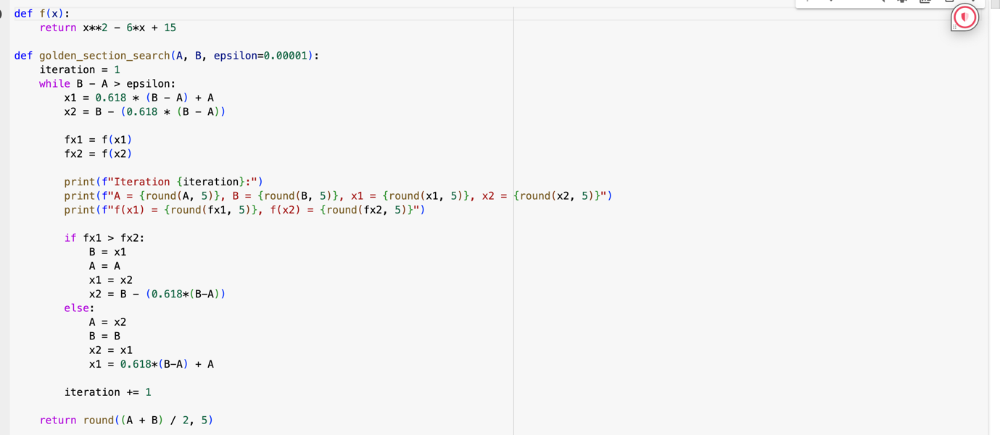 def f(x):
    return x**2 - 6*x + 15

def golden_section_search(A, B, epsilon=0.00001):
    iteration = 1
    while B - A > epsilon:
        x1 = 0.618 * (B - A) + A
        x2 = B - (0.618 * (B - A))

        fx1 = f(x1)
        fx2 = f(x2)

        print(f"Iteration {iteration}:")
        print(f"A = {round(A, 5)}, B = {round(B, 5)}, x1 = {round(x1, 5)}, x2 = {round(x2, 5)}")
        print(f"f(x1) = {round(fx1, 5)}, f(x2) = {round(fx2, 5)}")

        if fx1 > fx2:
            B = x1
            A = A
            x1 = x2
            x2 = B - (0.618*(B-A))
        else:
            A = x2
            B = B
            x2 = x1
            x1 = 0.618*(B-A) + A

        iteration += 1

    return round((A + B) / 2, 5)